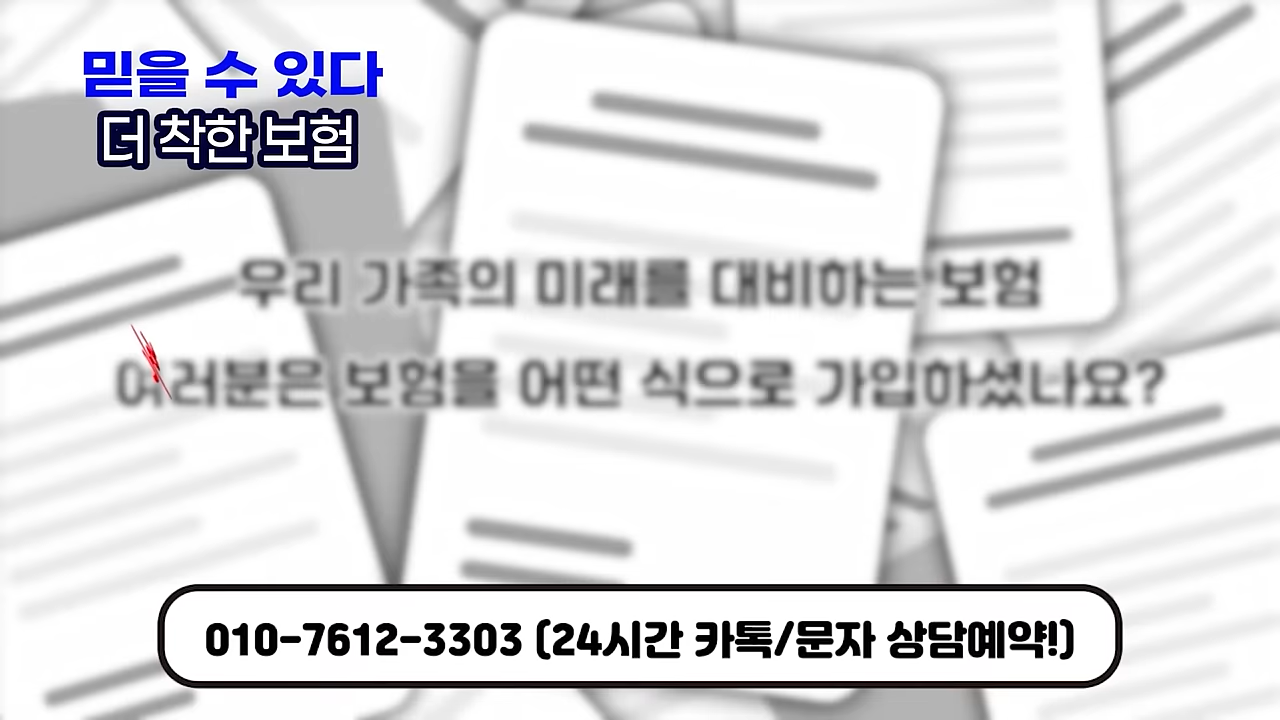 믿을 수 있다
더 착한 보험
우리 가족의 미래를 대비하는 보험
여러분은 보험을 어떤 식으로 가입하셨나요?
010-7612-3303 (24시간 카톡/문자 상담예약!)